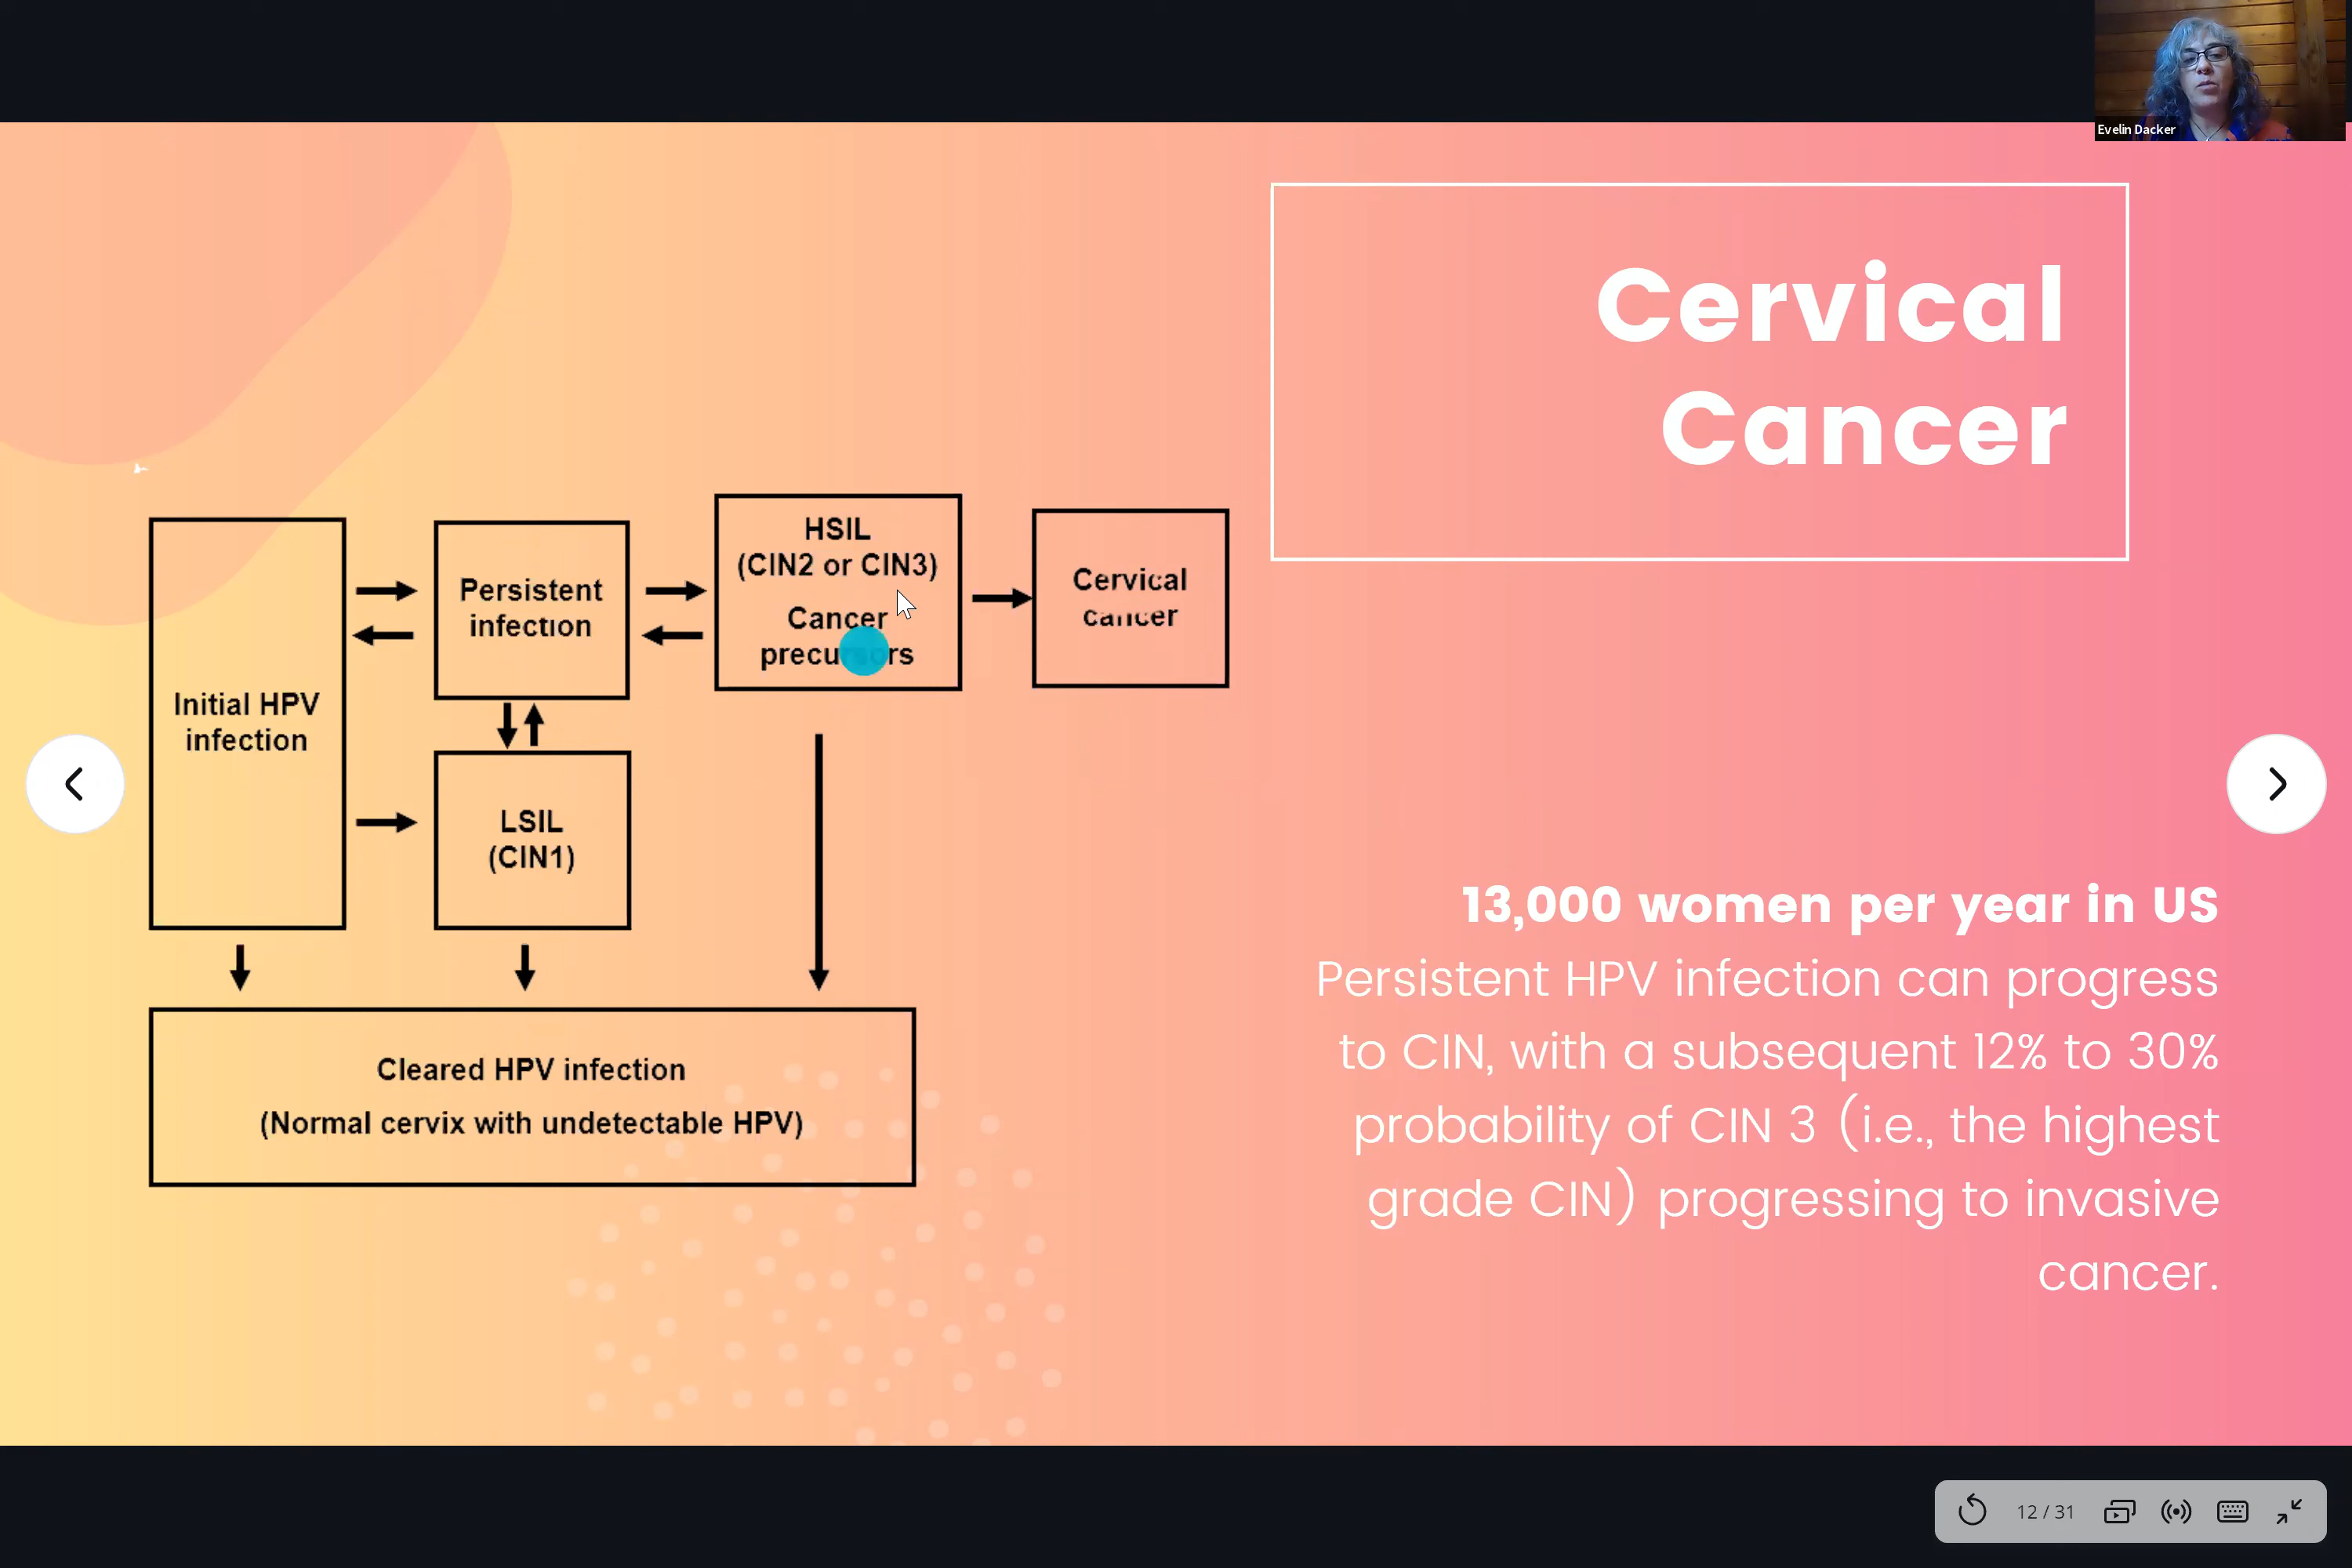 Evelin Dacker
Cervical
Cancer
HSIL
(CIN2 or CIN3)
Cancer
precursors
Persistent
infection
Cervical
cancer
Initial HPV
infection
LSIL
(CIN1)
Cleared HPV infection
(Normal cervix with undetectable HPV)
13,000 women per year in US
Persistent HPV infection can progress
to CIN, with a subsequent 12% to 30%
probability of CIN 3 (i.e., the highest
grade CIN) progressing to invasive
cancer.
12 / 31